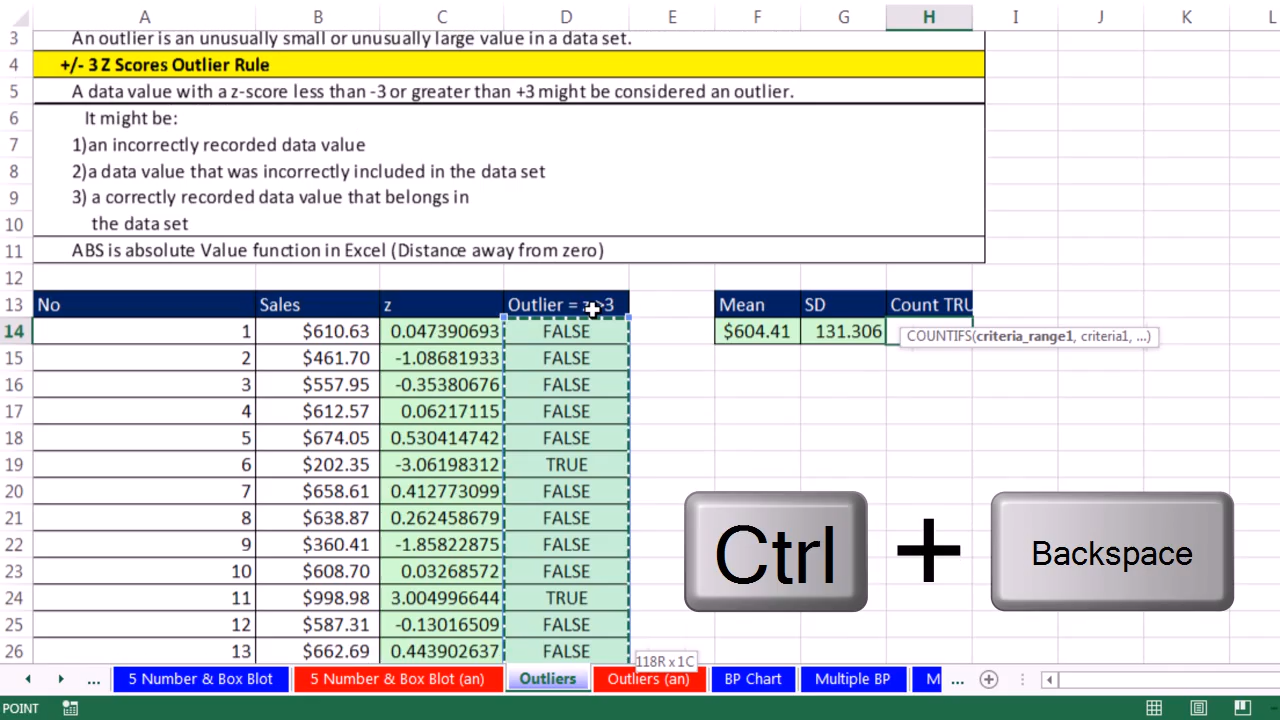 A B C D E F G H I J K L
3 An outlier is an unusually small or unusually large value in a data set.
4 +/- 3 Z Scores Outlier Rule
5 A data value with a z-score less than -3 or greater than +3 might be considered an outlier.
6 It might be:
7 1)an incorrectly recorded data value
8 2)a data value that was incorrectly included in the data set
9 3) a correctly recorded data value that belongs in
10 the data set
11 ABS is absolute Value function in Excel (Distance away from zero)
12
13 No Sales z Outlier = z>3 Mean SD Count TRU
14 1 $610.63 0.047390693 FALSE $604.41 131.306 COUNTIFS(criteria_range1, criteria1, ...)
15 2 $461.70 -1.08681933 FALSE
16 3 $557.95 -0.35380676 FALSE
17 4 $612.57 0.06217115 FALSE
18 5 $674.05 0.530414742 FALSE
19 6 $202.35 -3.06198312 TRUE
20 7 $658.61 0.412773099 FALSE
21 8 $638.87 0.262458679 FALSE
22 9 $360.41 -1.85822875 FALSE
23 10 $608.70 0.03268572 FALSE
24 11 $998.98 3.004996644 TRUE
25 12 $587.31 -0.13016509 FALSE
26 13 $662.69 0.443902637 FALSE
Ctrl + Backspace
118R x 1C
... 5 Number & Box Blot 5 Number & Box Blot (an) Outliers Outliers (an) BP Chart Multiple BP M ...
POINT